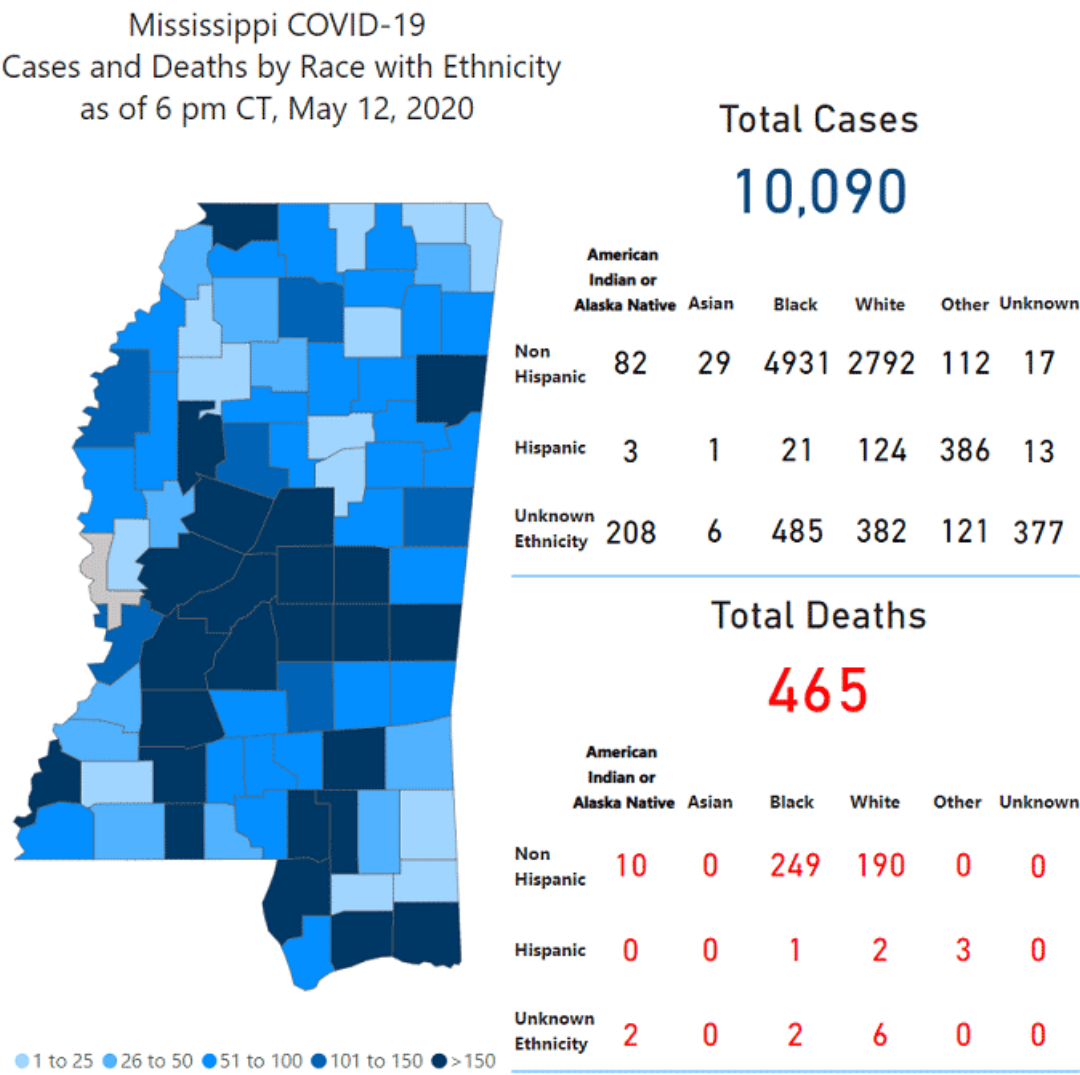 Mississippi COVID-19
Cases and Deaths by Race with Ethnicity
as of 6 pm CT, May 12, 2020
Total Cases
10,090
American
Indian or
Alaska Native Asian Black White Other Unknown
Non
Hispanic 82 29 4931 2792 112 17
Hispanic 3 1 21 124 386 13
Unknown
Ethnicity 208 6 485 382 121 377
Total Deaths
465
American
Indian or
Alaska Native Asian Black White Other Unknown
Non
Hispanic 10 0 249 190 0 0
Hispanic 0 0 1 2 3 0
Unknown
Ethnicity 2 0 2 6 0 0
1 to 25 26 to 50 51 to 100 101 to 150 >150